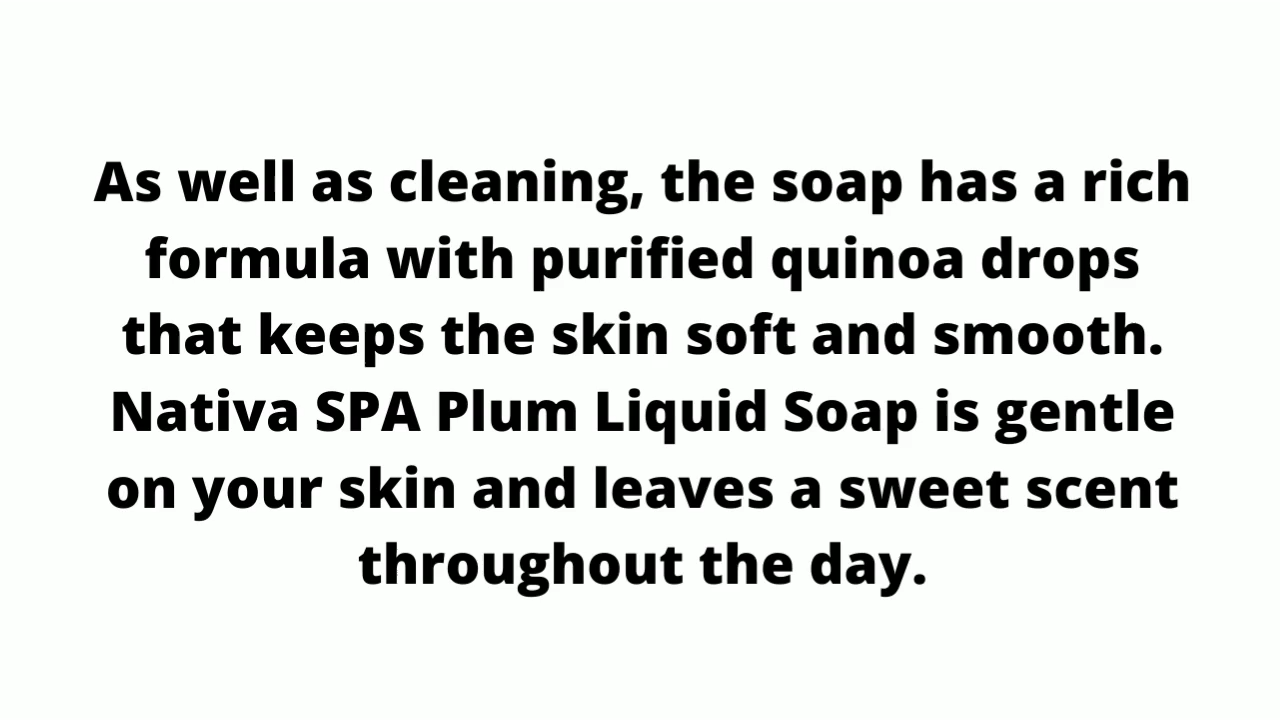 As well as cleaning, the soap has a rich
formula with purified quinoa drops
that keeps the skin soft and smooth.
Nativa SPA Plum Liquid Soap is gentle
on your skin and leaves a sweet scent
throughout the day.